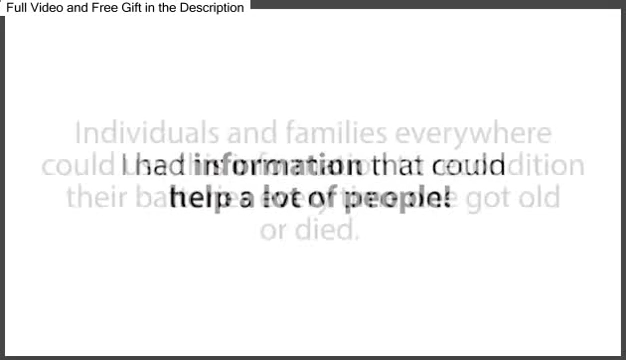 Full Video and Free Gift in the Description
Individuals and families everywhere
could
I had information that could
their
help a lot of people!
got old
or died.